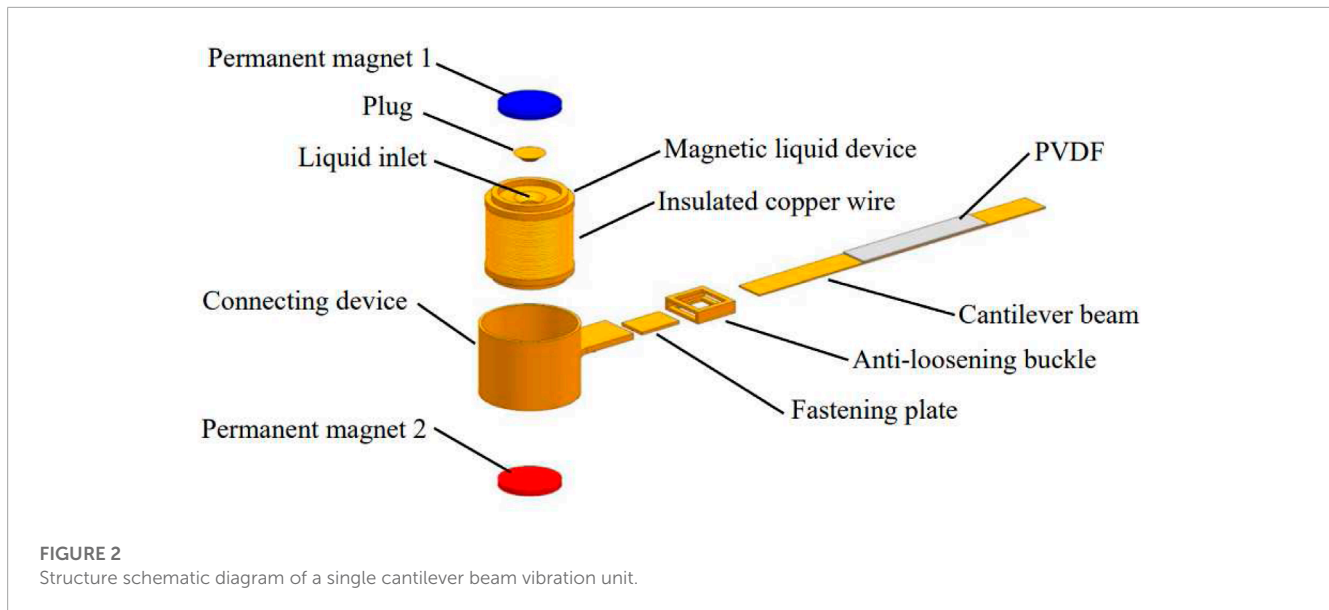 Permanent magnet 1
Plug
Liquid inlet
Magnetic liquid device
PVDF
Insulated copper wire
Connecting device
Cantilever beam
Anti-loosening buckle
Fastening plate
Permanent magnet 2
FIGURE 2
Structure schematic diagram of a single cantilever beam vibration unit.